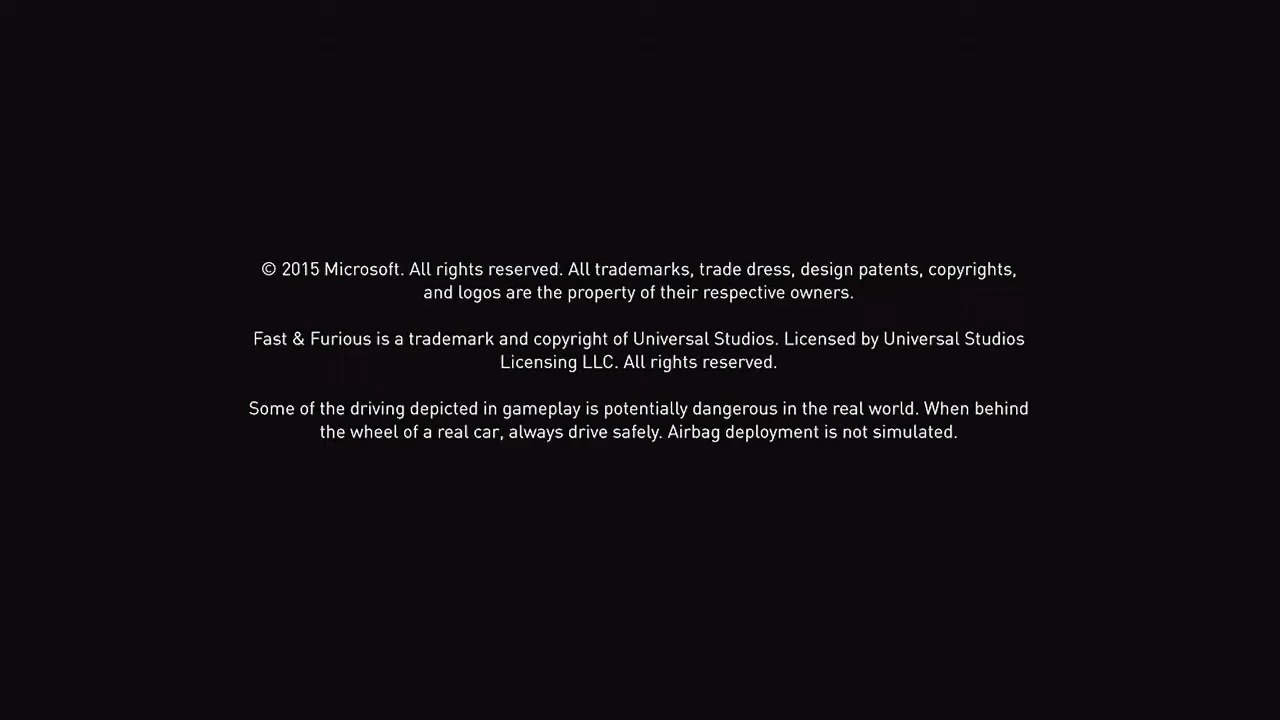 © 2015 Microsoft. All rights reserved. All trademarks, trade dress, design patents, copyrights,
and logos are the property of their respective owners.
Fast & Furious is a trademark and copyright of Universal Studios. Licensed by Universal Studios
Licensing LLC. All rights reserved.
Some of the driving depicted in gameplay is potentially dangerous in the real world. When behind
the wheel of a real car, always drive safely. Airbag deployment is not simulated.